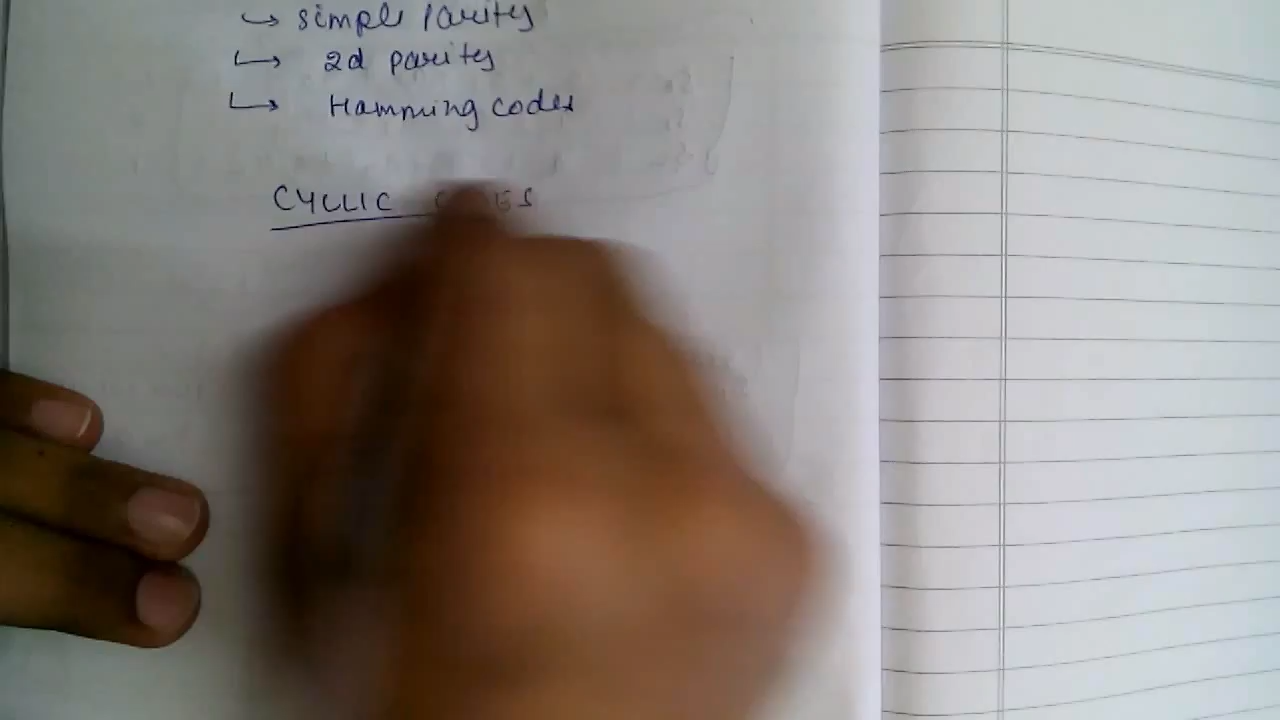 ↳ simple parity
↳ 2d parity
↳ Hamming codes
CYCLIC